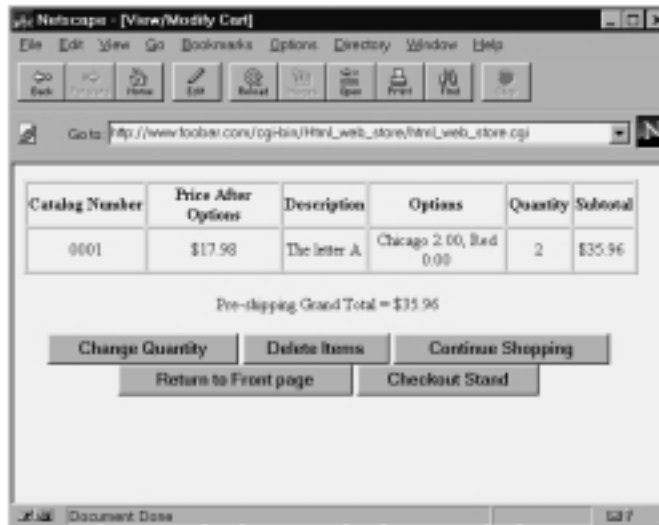 Netscape - [View/Modify Cart]
File Edit View Go Bookmarks Options Directory Window Help
Back Forward Home Edit Reload Images Open Print Find Stop
Go to: http://www.foobar.com/cgi-bin/Html_web_store/html_web_store.cgi
Catalog Number Price After Options Description Options Quantity Subtotal
0001 $17.98 The letter A Chicago 2.00, Red 0.00 2 $35.96
Pre-shipping Grand Total = $35.96
Change Quantity Delete Items Continue Shopping
Return to Front page Checkout Stand
Document Done